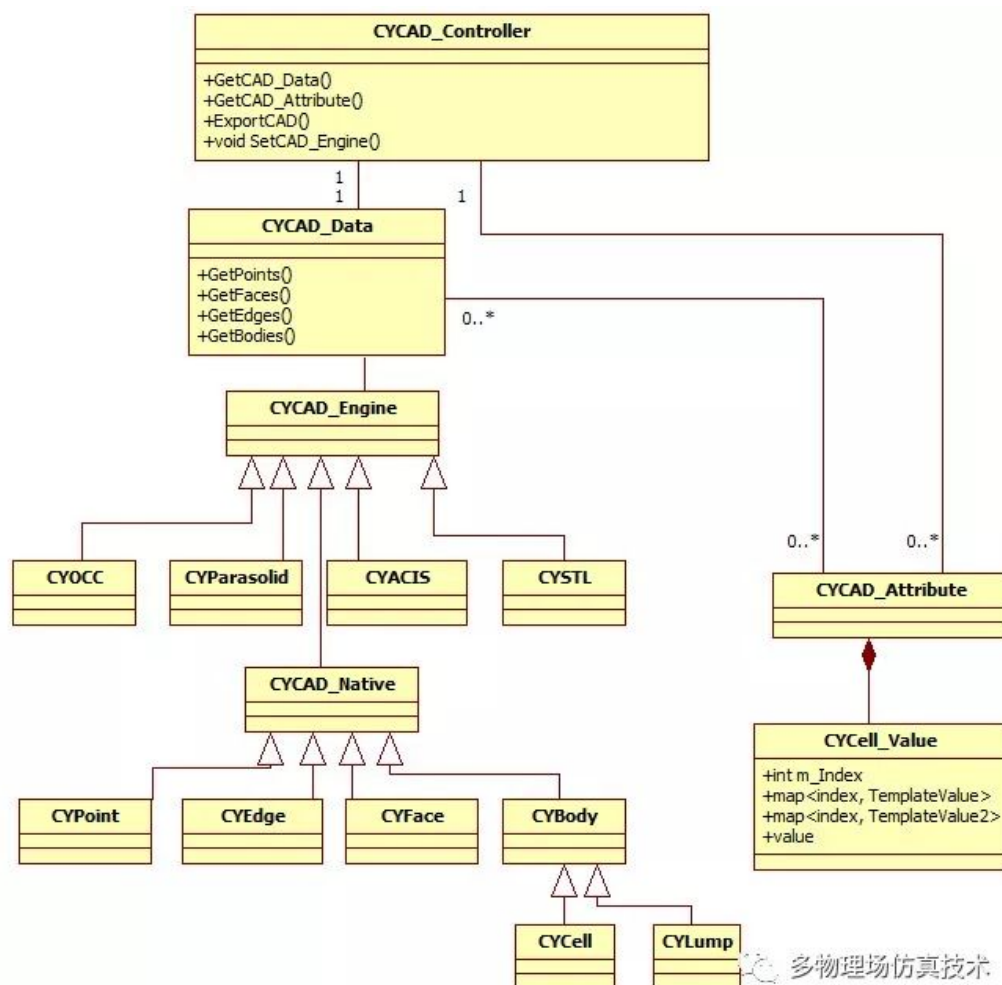 CYCAD_Controller
+GetCAD_Data()
+GetCAD_Attribute()
+ExportCAD()
+void SetCAD_Engine()
1
1
1
CYCAD_Data
+GetPoints()
+GetFaces()
+GetEdges()
+GetBodies()
0..*
CYCAD_Engine
0..*
0..*
CYOCC
CYParasolid
CYACIS
CYSTL
CYCAD_Attribute
CYCAD_Native
CYCell_Value
+int m_Index
+map<index, TemplateValue>
+map<index, TemplateValue2>
+value
CYPoint
CYEdge
CYFace
CYBody
CYCell
CYLump
多物理场仿真技术